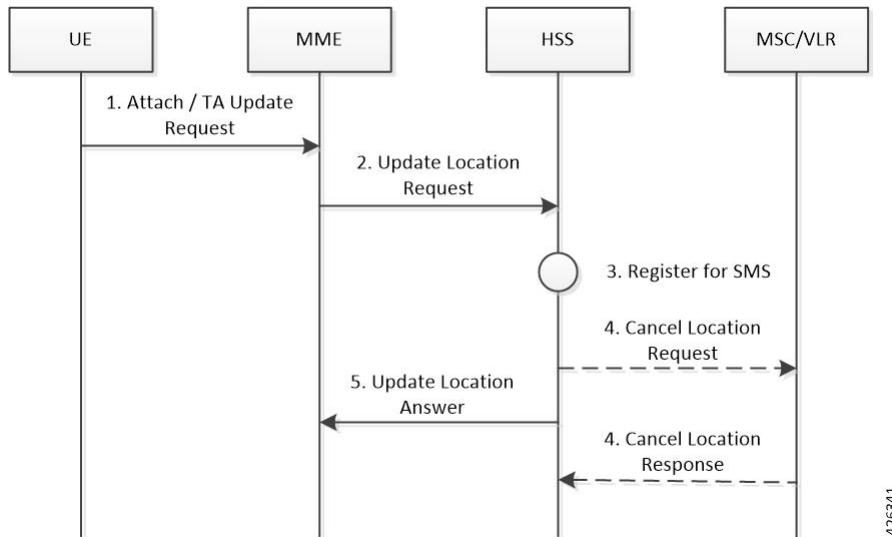 UE
MME
HSS
MSC/VLR
1. Attach / TA Update
Request
2. Update Location
Request
3. Register for SMS
4. Cancel Location
Request
5. Update Location
Answer
4. Cancel Location
Response
426341